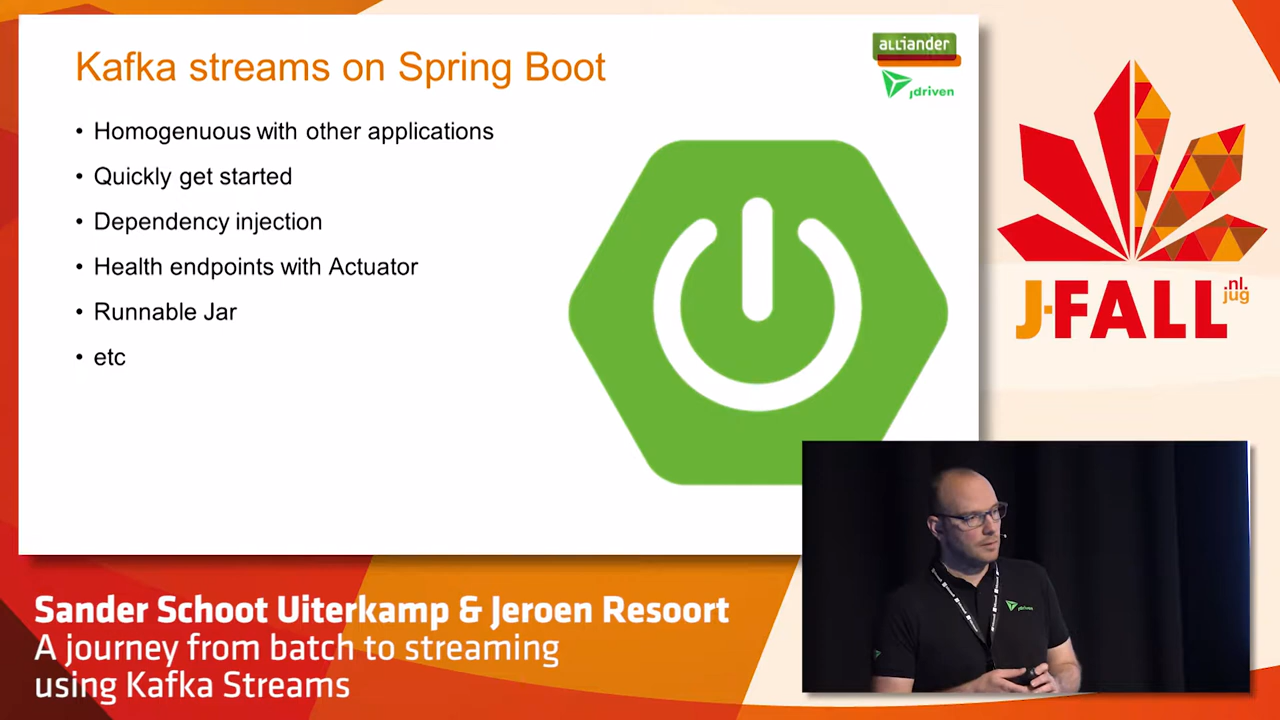 Kafka streams on Spring Boot
alliander
jdriven
• Homogenuous with other applications
• Quickly get started
• Dependency injection
• Health endpoints with Actuator
• Runnable Jar
• etc
J-FALL
.nl.
jug
jdriven
Sander Schoot Uiterkamp & Jeroen Resoort
A journey from batch to streaming
using Kafka Streams